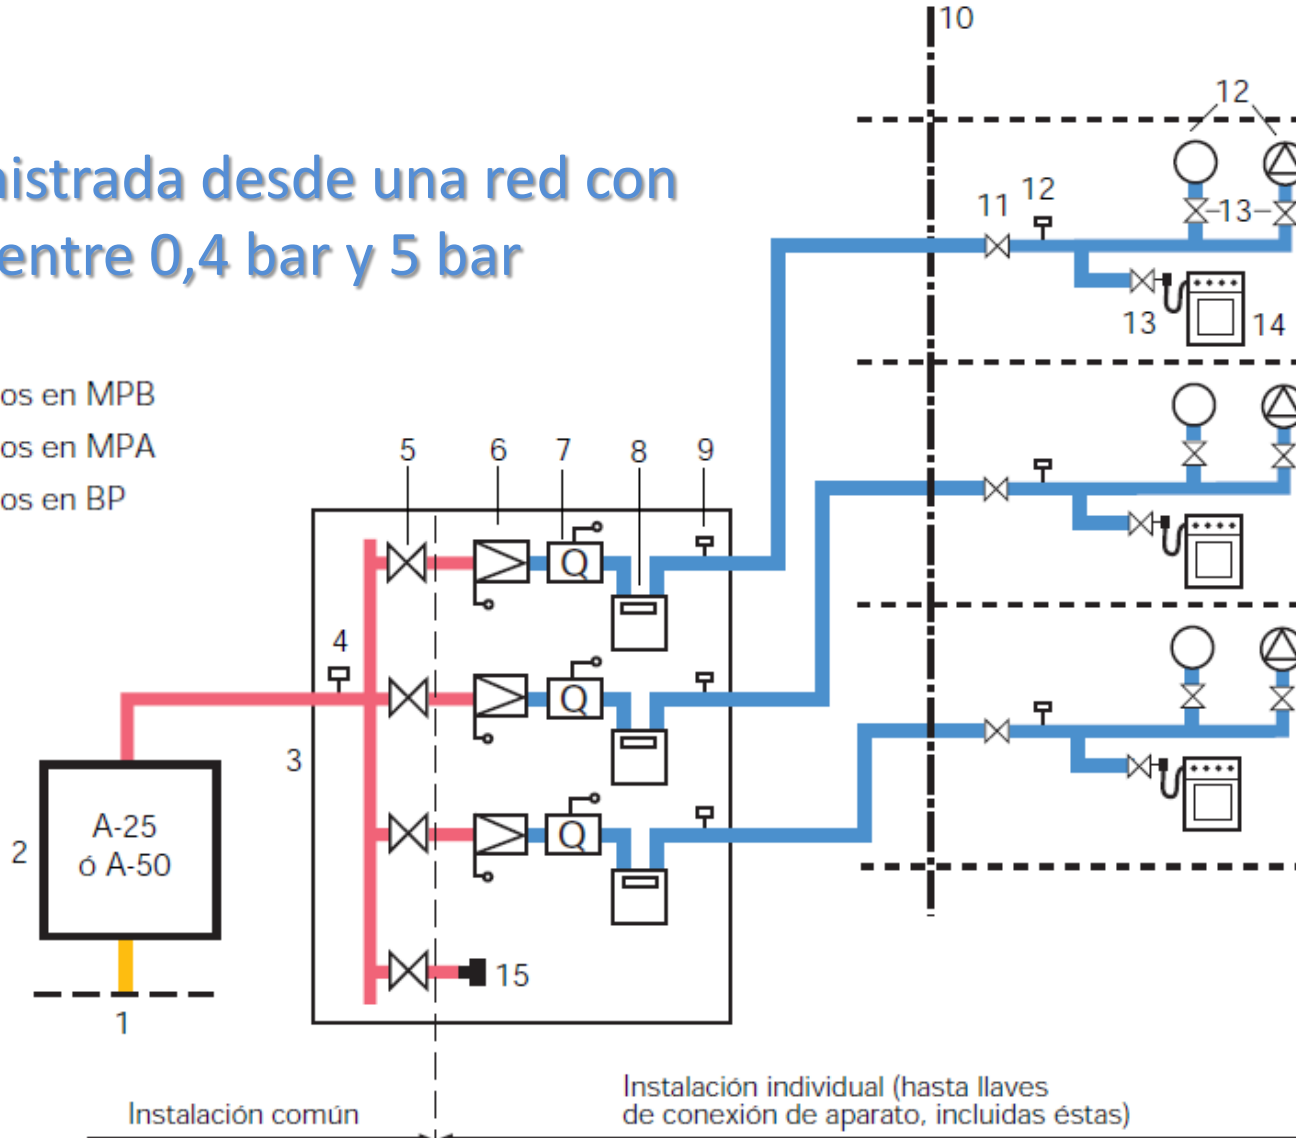 10
12
nistrada desde una red con
12
11
13
entre 0,4 bar y 5 bar
13
14
os en MPB
os en MPA
5
6
7
8
9
os en BP
Q
4
Q
3
A-25
Q
2
ó A-50
15
1
Instalación individual (hasta llaves
Instalación común
de conexión de aparato, incluidas éstas)